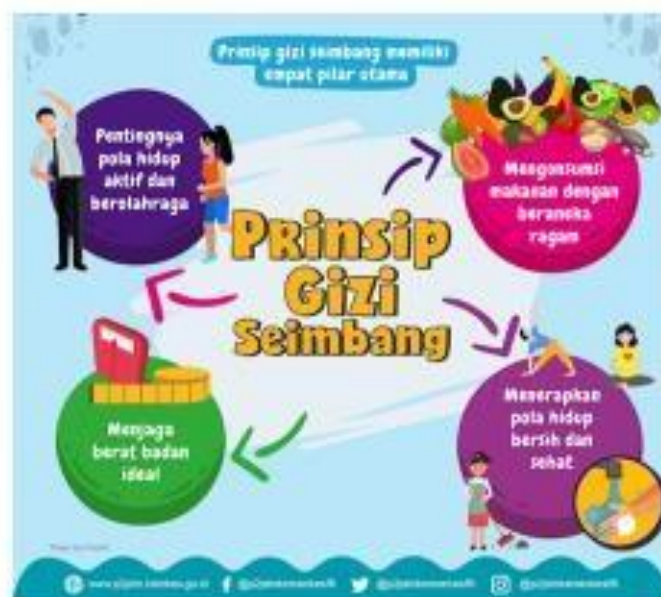 Prinsip gizi seimbang memiliki
empat pilar utama
Pentingnya
pola hidup
aktif dan
berolahraga
Mengonsumsi
makanan dengan
beraneka
ragam
Prinsip
Gizi
Seimbang
Menjaga
berat badan
ideal
Menerapkan
pola hidup
bersih dan
sehat